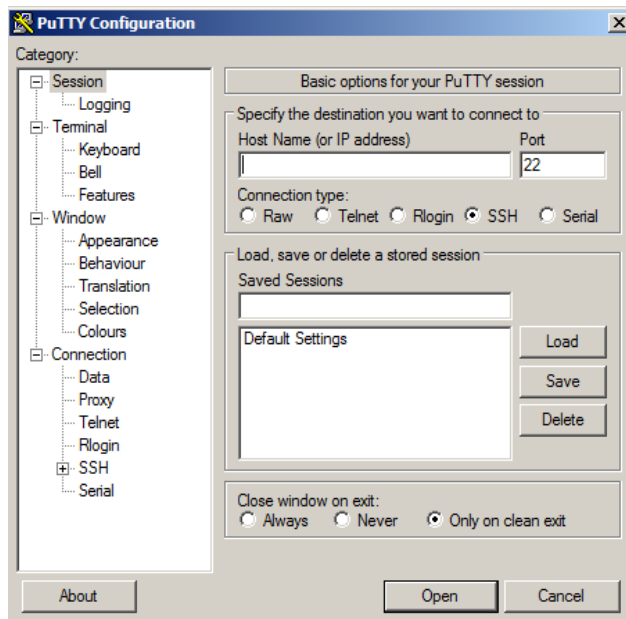 PuTTY Configuration
Category:
Session
Logging
Terminal
Keyboard
Bell
Features
Window
Appearance
Behaviour
Translation
Selection
Colours
Connection
Data
Proxy
Telnet
Rlogin
SSH
Serial
Basic options for your PuTTY session
Specify the destination you want to connect to
Host Name (or IP address) Port
22
Connection type:
Raw Telnet Rlogin SSH Serial
Load, save or delete a stored session
Saved Sessions
Default Settings
Load
Save
Delete
Close window on exit:
Always Never Only on clean exit
About Open Cancel